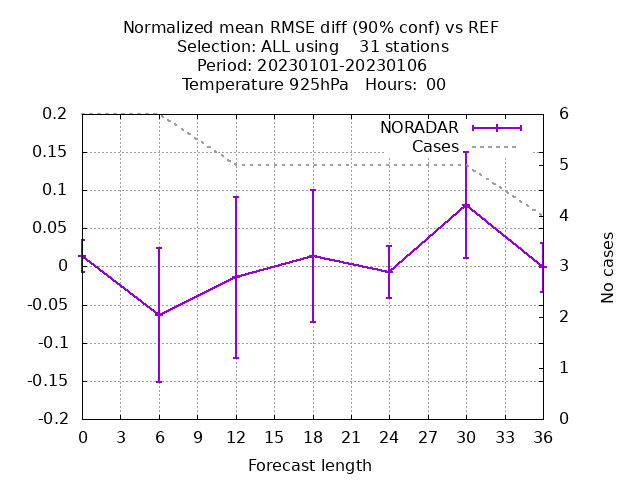 Normalized mean RMSE diff (90% conf) vs REF
Selection: ALL using    31 stations
Period: 20230101-20230106
Temperature 925hPa   Hours:  00
NORADAR
Cases
0.2
0.15
0.1
0.05
0
-0.05
-0.1
-0.15
-0.2
6
5
4
3
2
1
0
No cases
0 3 6 9 12 15 18 21 24 27 30 33 36
Forecast length